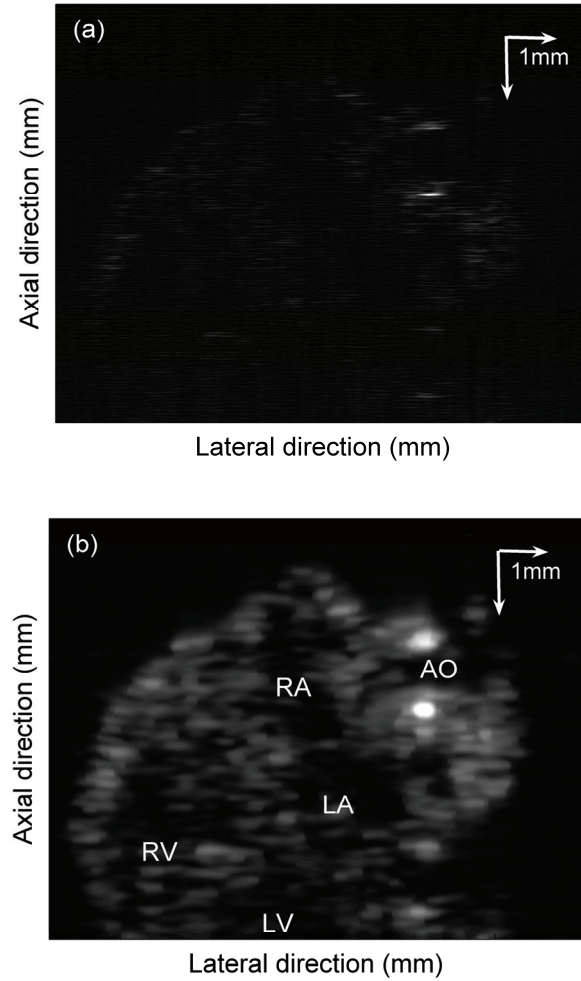 (a)
1mm
Axial direction (mm)
Lateral direction (mm)
(b)
1mm
AO
RA
LA
RV
LV
Axial direction (mm)
Lateral direction (mm)